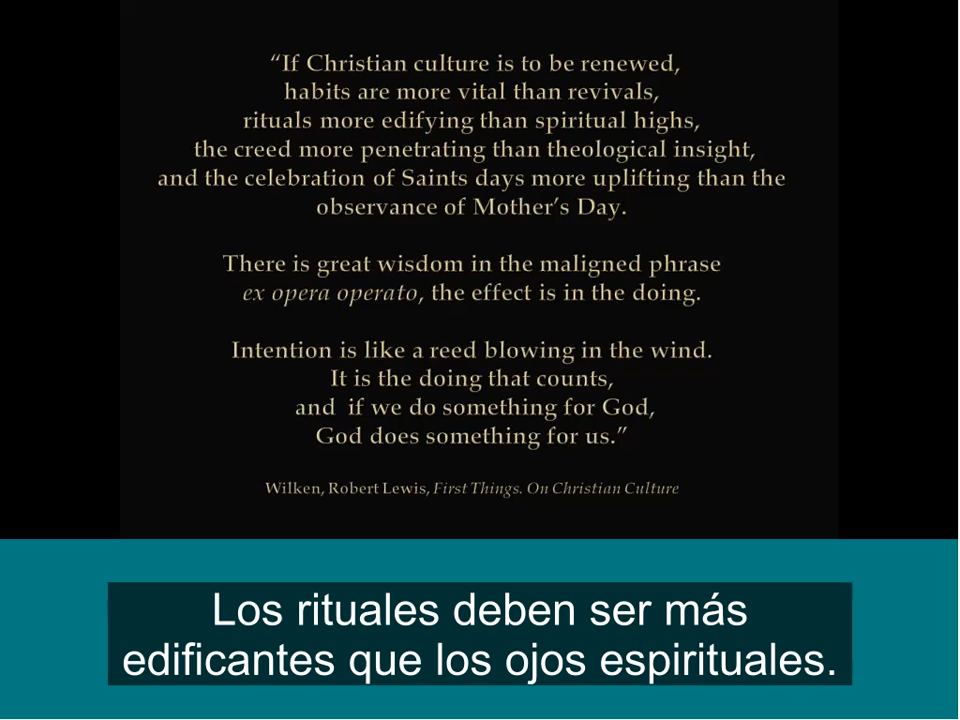 “If Christian culture is to be renewed,
habits are more vital than revivals,
rituals more edifying than spiritual highs,
the creed more penetrating than theological insight,
and the celebration of Saints days more uplifting than the
observance of Mother’s Day.
There is great wisdom in the maligned phrase
ex opera operato, the effect is in the doing.
Intention is like a reed blowing in the wind.
It is the doing that counts,
and if we do something for God,
God does something for us.”
Wilken, Robert Lewis, First Things. On Christian Culture
Los rituales deben ser más
edificantes que los ojos espirituales.